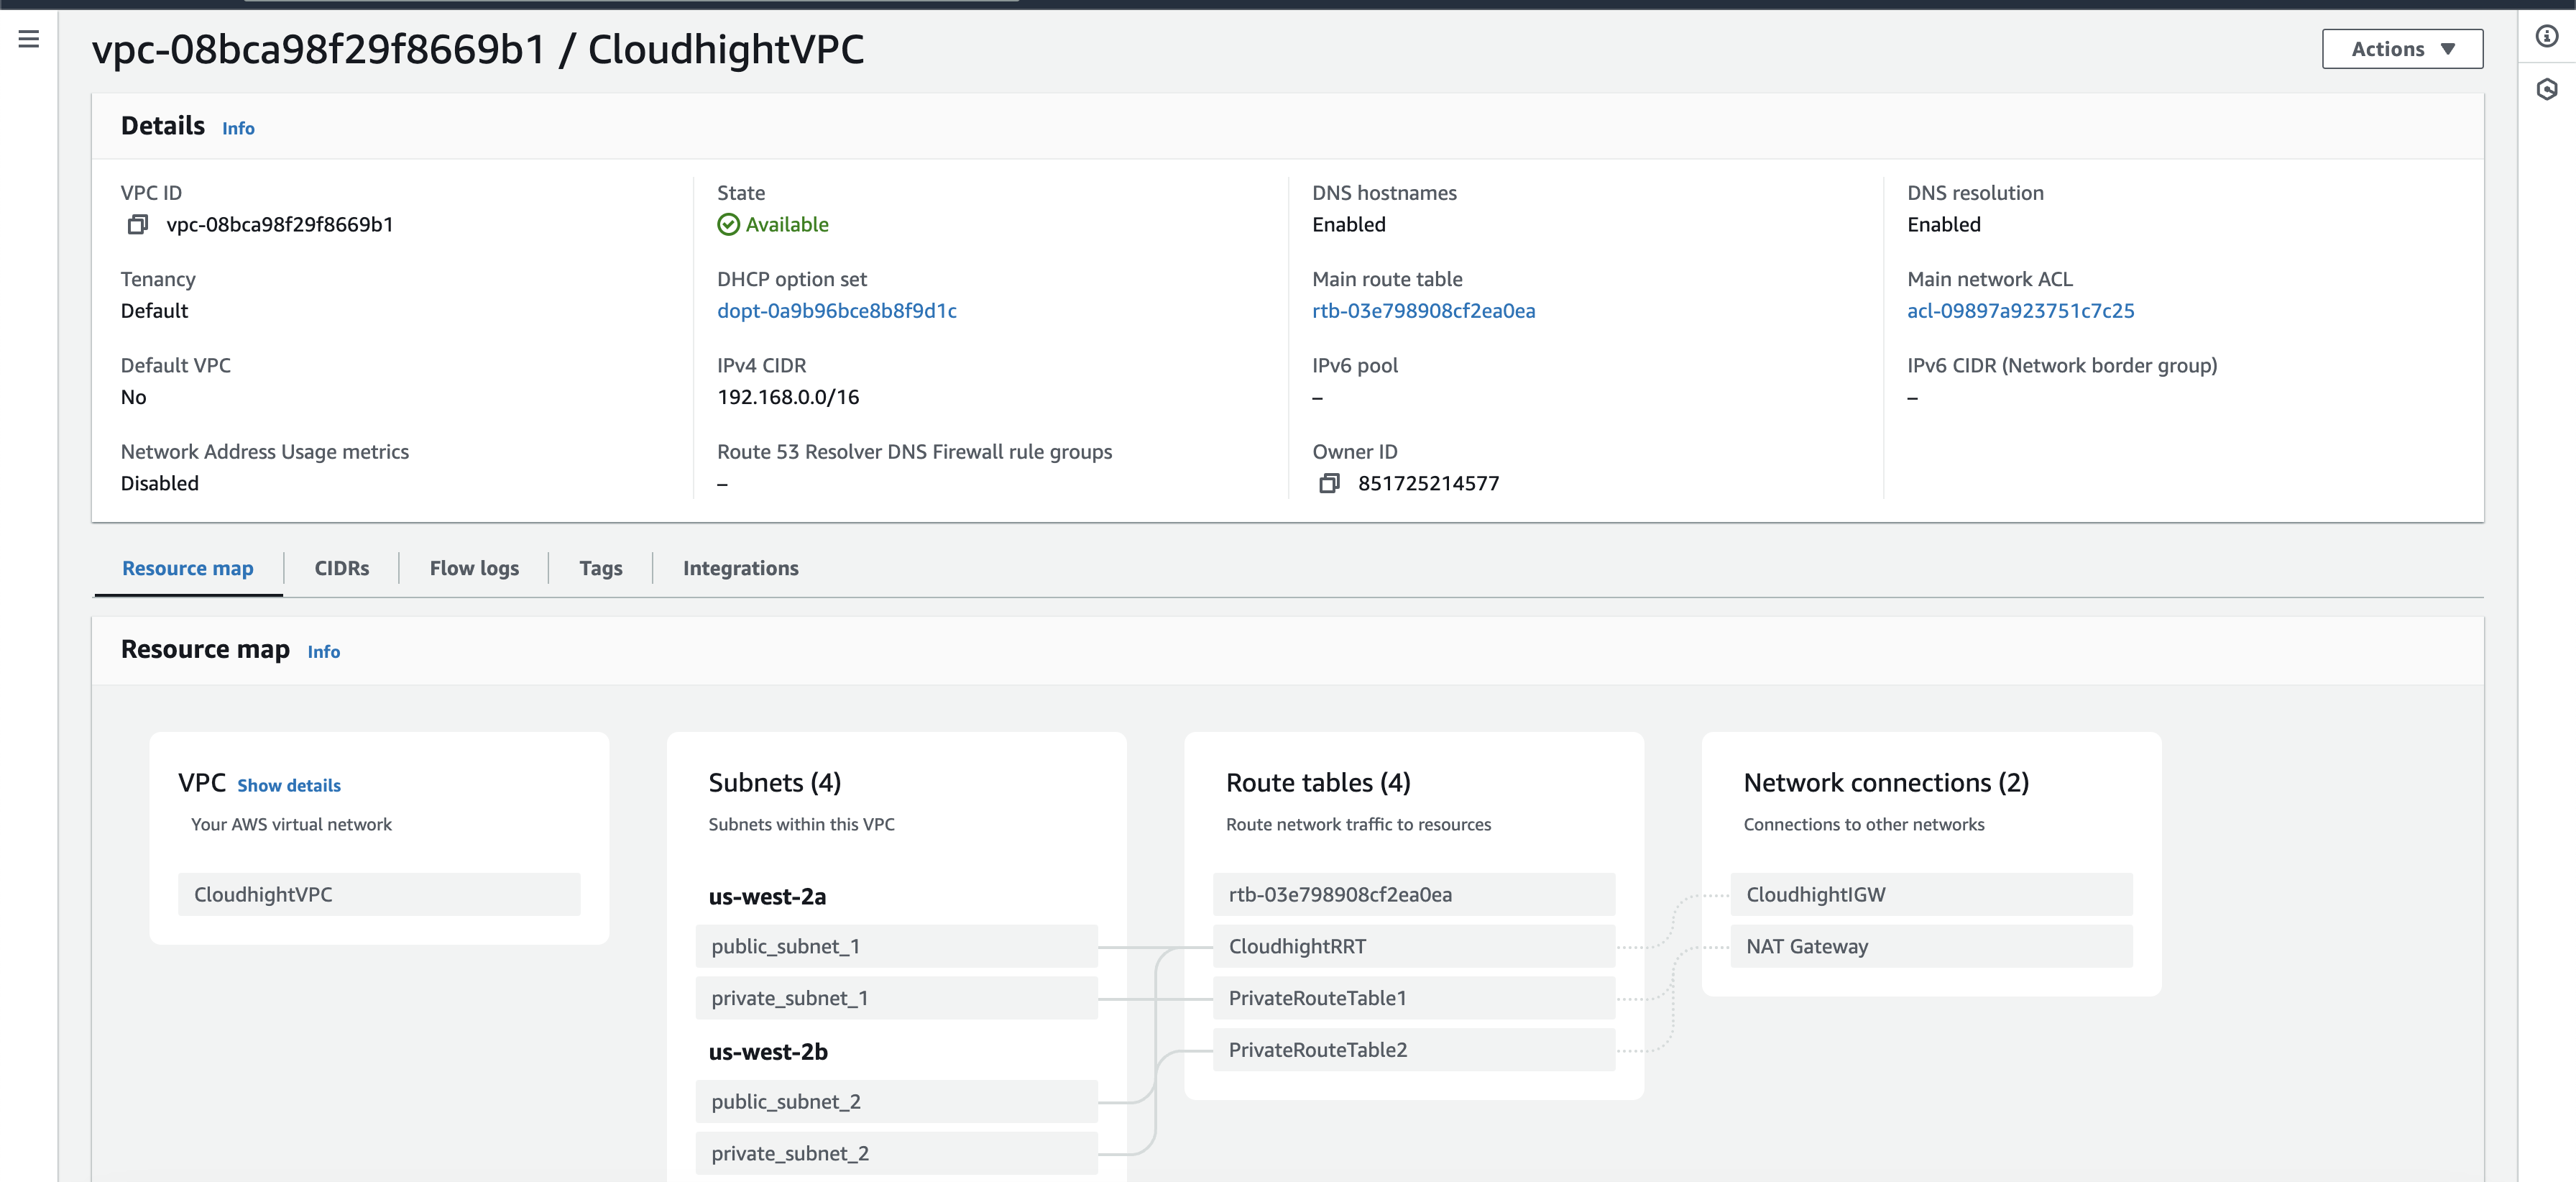 vpc-08bca98f29f8669b1 / CloudhightVPC
Actions
Details Info
VPC ID
vpc-08bca98f29f8669b1
State
Available
DNS hostnames
Enabled
DNS resolution
Enabled
Tenancy
Default
DHCP option set
dopt-0a9b96bce8b8f9d1c
Main route table
rtb-03e798908cf2ea0ea
Main network ACL
acl-09897a923751c7c25
Default VPC
No
IPv4 CIDR
192.168.0.0/16
IPv6 pool
–
IPv6 CIDR (Network border group)
–
Network Address Usage metrics
Disabled
Route 53 Resolver DNS Firewall rule groups
–
Owner ID
851725214577
Resource map
CIDRs
Flow logs
Tags
Integrations
Resource map Info
VPC Show details
Your AWS virtual network
CloudhightVPC
Subnets (4)
Subnets within this VPC
us-west-2a
public_subnet_1
private_subnet_1
us-west-2b
public_subnet_2
private_subnet_2
Route tables (4)
Route network traffic to resources
rtb-03e798908cf2ea0ea
CloudhightRRT
PrivateRouteTable1
PrivateRouteTable2
Network connections (2)
Connections to other networks
CloudhightIGW
NAT Gateway